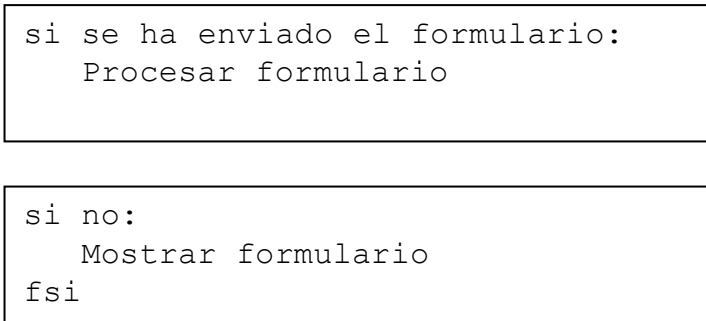 si se ha enviado el formulario:
Procesar formulario
si no:
Mostrar formulario
fsi